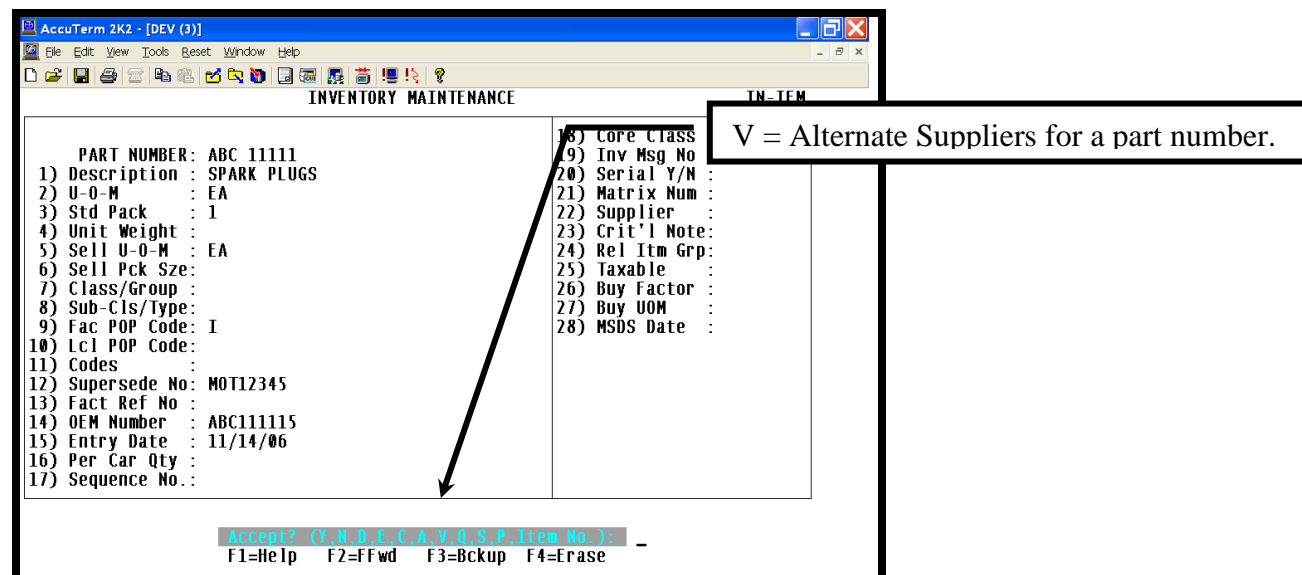 AccuTerm 2K2 - [DEV (3)]
File Edit View Tools Reset Window Help
INVENTORY MAINTENANCE IN-IEM
V = Alternate Suppliers for a part number.
PART NUMBER: ABC 11111
1) Description : SPARK PLUGS
2) U-O-M : EA
3) Std Pack : 1
4) Unit Weight :
5) Sell U-O-M : EA
6) Sell Pck Sze:
7) Class/Group :
8) Sub-Cls/Type:
9) Fac POP Code: I
10) Lcl POP Code:
11) Codes :
12) Supersede No: MOT12345
13) Fact Ref No :
14) OEM Number : ABC111115
15) Entry Date : 11/14/06
16) Per Car Qty :
17) Sequence No.:
18) Core Class
19) Inv Msg No
20) Serial Y/N :
21) Matrix Num :
22) Supplier :
23) Crit'l Note:
24) Rel Itm Grp:
25) Taxable :
26) Buy Factor :
27) Buy UOM :
28) MSDS Date :
Accept? (Y,N,D,E,C,A,V,Q,S,P,Item No.): _
F1=Help F2=FFwd F3=Bckup F4=Erase